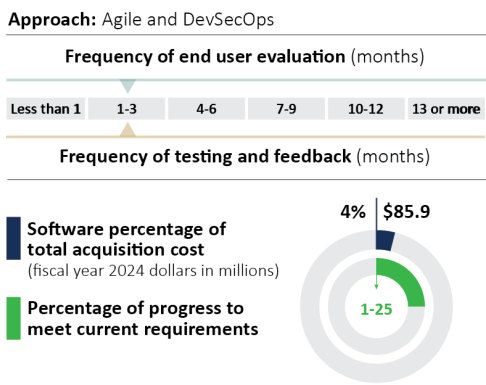 Approach: Agile and DevSecOps
Frequency of end user evaluation (months)
Less than 1 1-3 4-6 7-9 10-12 13 or more
Frequency of testing and feedback (months)
4% $85.9
Software percentage of
total acquisition cost
(fiscal year 2024 dollars in millions)
Percentage of progress to
meet current requirements
1-25